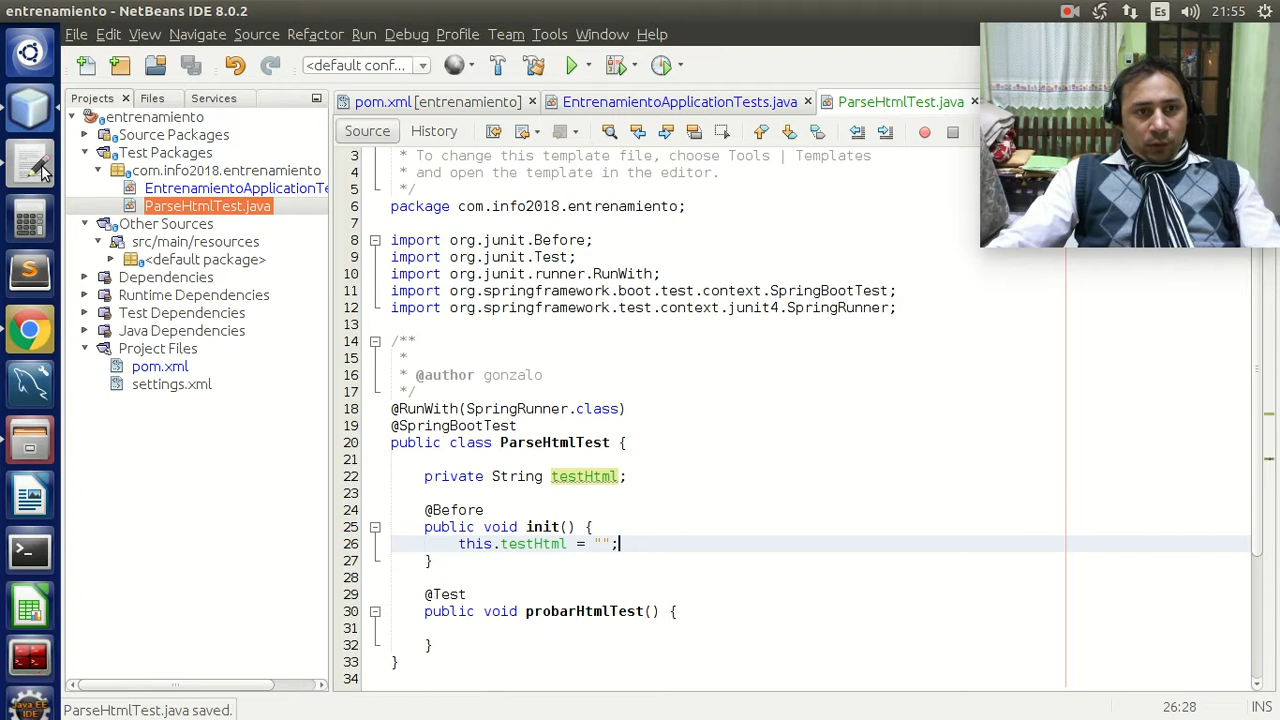 entrenamiento - NetBeans IDE 8.0.2
Es
21:55
File Edit View Navigate Source Refactor Run Debug Profile Team Tools Window Help
<default conf...
Projects Files Services
pom.xml [entrenamiento] EntrenamientoApplicationTests.java ParseHtmlTest.java
Source History
entrenamiento
Source Packages
Test Packages
com.info2018.entrenamiento
EntrenamientoApplicationTe
ParseHtmlTest.java
Other Sources
src/main/resources
<default package>
Dependencies
Runtime Dependencies
Test Dependencies
Java Dependencies
Project Files
pom.xml
settings.xml
3 * To change this template file, choose Tools | Templates
4 * and open the template in the editor.
5 */
6 package com.info2018.entrenamiento;
7
8 import org.junit.Before;
9 import org.junit.Test;
10 import org.junit.runner.RunWith;
11 import org.springframework.boot.test.context.SpringBootTest;
12 import org.springframework.test.context.junit4.SpringRunner;
13
14 /**
15 *
16 * @author gonzalo
17 */
18 @RunWith(SpringRunner.class)
19 @SpringBootTest
20 public class ParseHtmlTest {
21
22 private String testHtml;
23
24 @Before
25 public void init() {
26 this.testHtml = "";
27 }
28
29 @Test
30 public void probarHtmlTest() {
31
32 }
33 }
34
Java EE
IDE
ParseHtmlTest.java saved.
26:28
INS